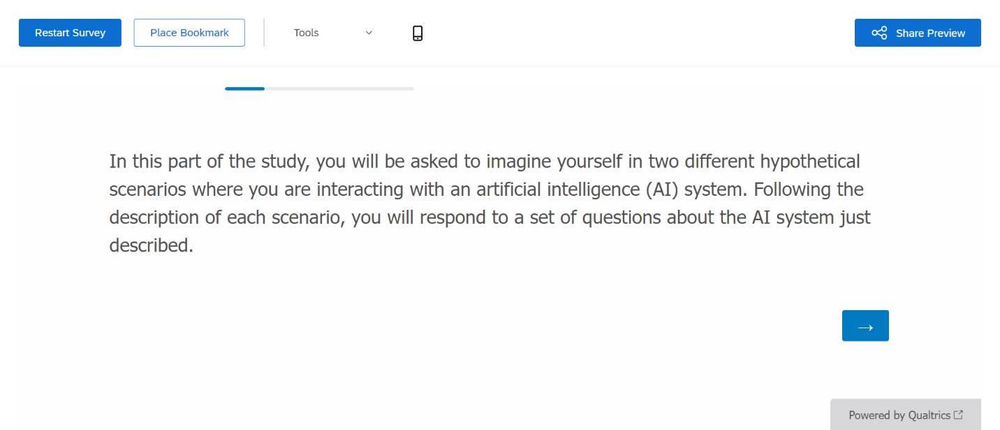 Restart Survey
Place Bookmark
Tools
Share Preview
In this part of the study, you will be asked to imagine yourself in two different hypothetical
scenarios where you are interacting with an artificial intelligence (AI) system. Following the
description of each scenario, you will respond to a set of questions about the AI system just
described.
→
Powered by Qualtrics